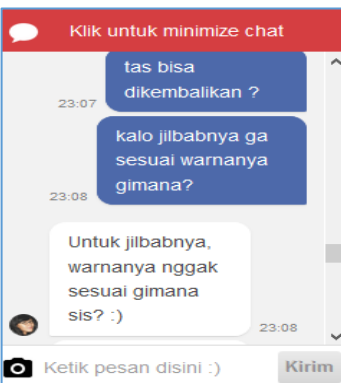 Klik untuk minimize chat
tas bisa
dikembalikan ?
23:07
kalo jilbabnya ga
sesuai warnanya
gimana?
23:08
Untuk jilbabnya,
warnanya nggak
sesuai gimana
sis? :)
23:08
Ketik pesan disini :)
Kirim